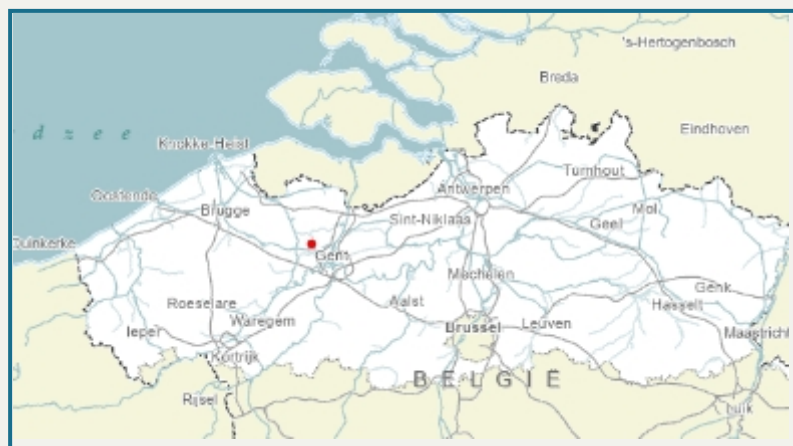 's-Hertogenbosch
Breda
d z e e
Eindhoven
Knokke-Heist
Turnhout
Oostende
Antwerpen
Brugge
Mol
Sint-Niklaas
Geel
Duinkerke
Gent
Mechelen
Genk
Roeselare
Aalst
Hasselt
Ieper
Waregem
Brussel
Leuven
Maastricht
Kortrijk
BELGIË
Rijsel
Luik